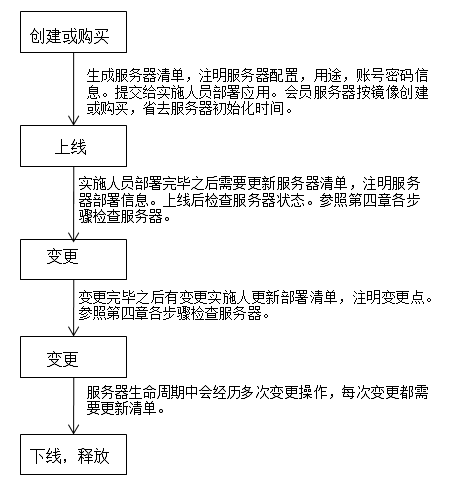 创建或购买
生成服务器清单，注明服务器配置，用途，账号密码信
息。提交给实施人员部署应用。会员服务器按镜像创建
或购买，省去服务器初始化时间。
上线
实施人员部署完毕之后需要更新服务器清单，注明服务
器部署信息。上线后检查服务器状态。参照第四章各步
骤检查服务器。
变更
变更完毕之后有变更实施人更新部署清单，注明变更点。
参照第四章各步骤检查服务器。
变更
服务器生命周期中会经历多次变更操作，每次变更都需
要更新清单。
下线，释放